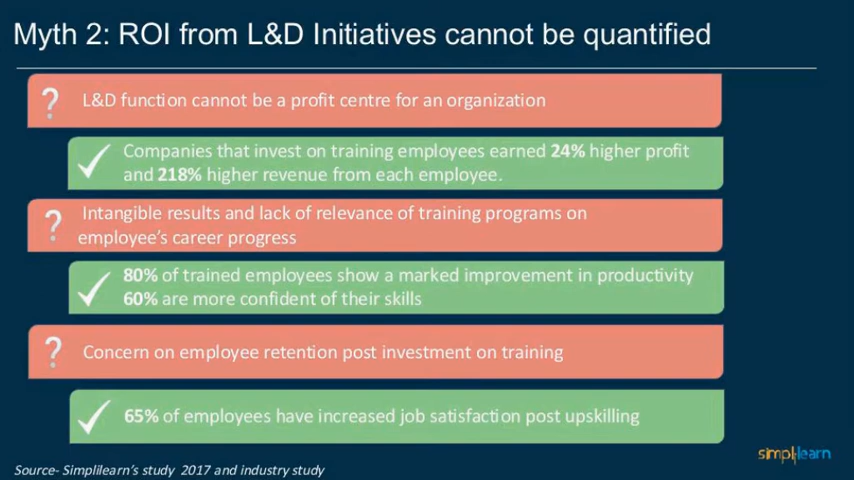 Myth 2: ROI from L&D Initiatives cannot be quantified
? L&D function cannot be a profit centre for an organization
Companies that invest on training employees earned 24% higher profit
and 218% higher revenue from each employee.
? Intangible results and lack of relevance of training programs on
employee's career progress
80% of trained employees show a marked improvement in productivity
60% are more confident of their skills
? Concern on employee retention post investment on training
65% of employees have increased job satisfaction post upskilling
simplilearn
Source- Simplilearn's study 2017 and industry study